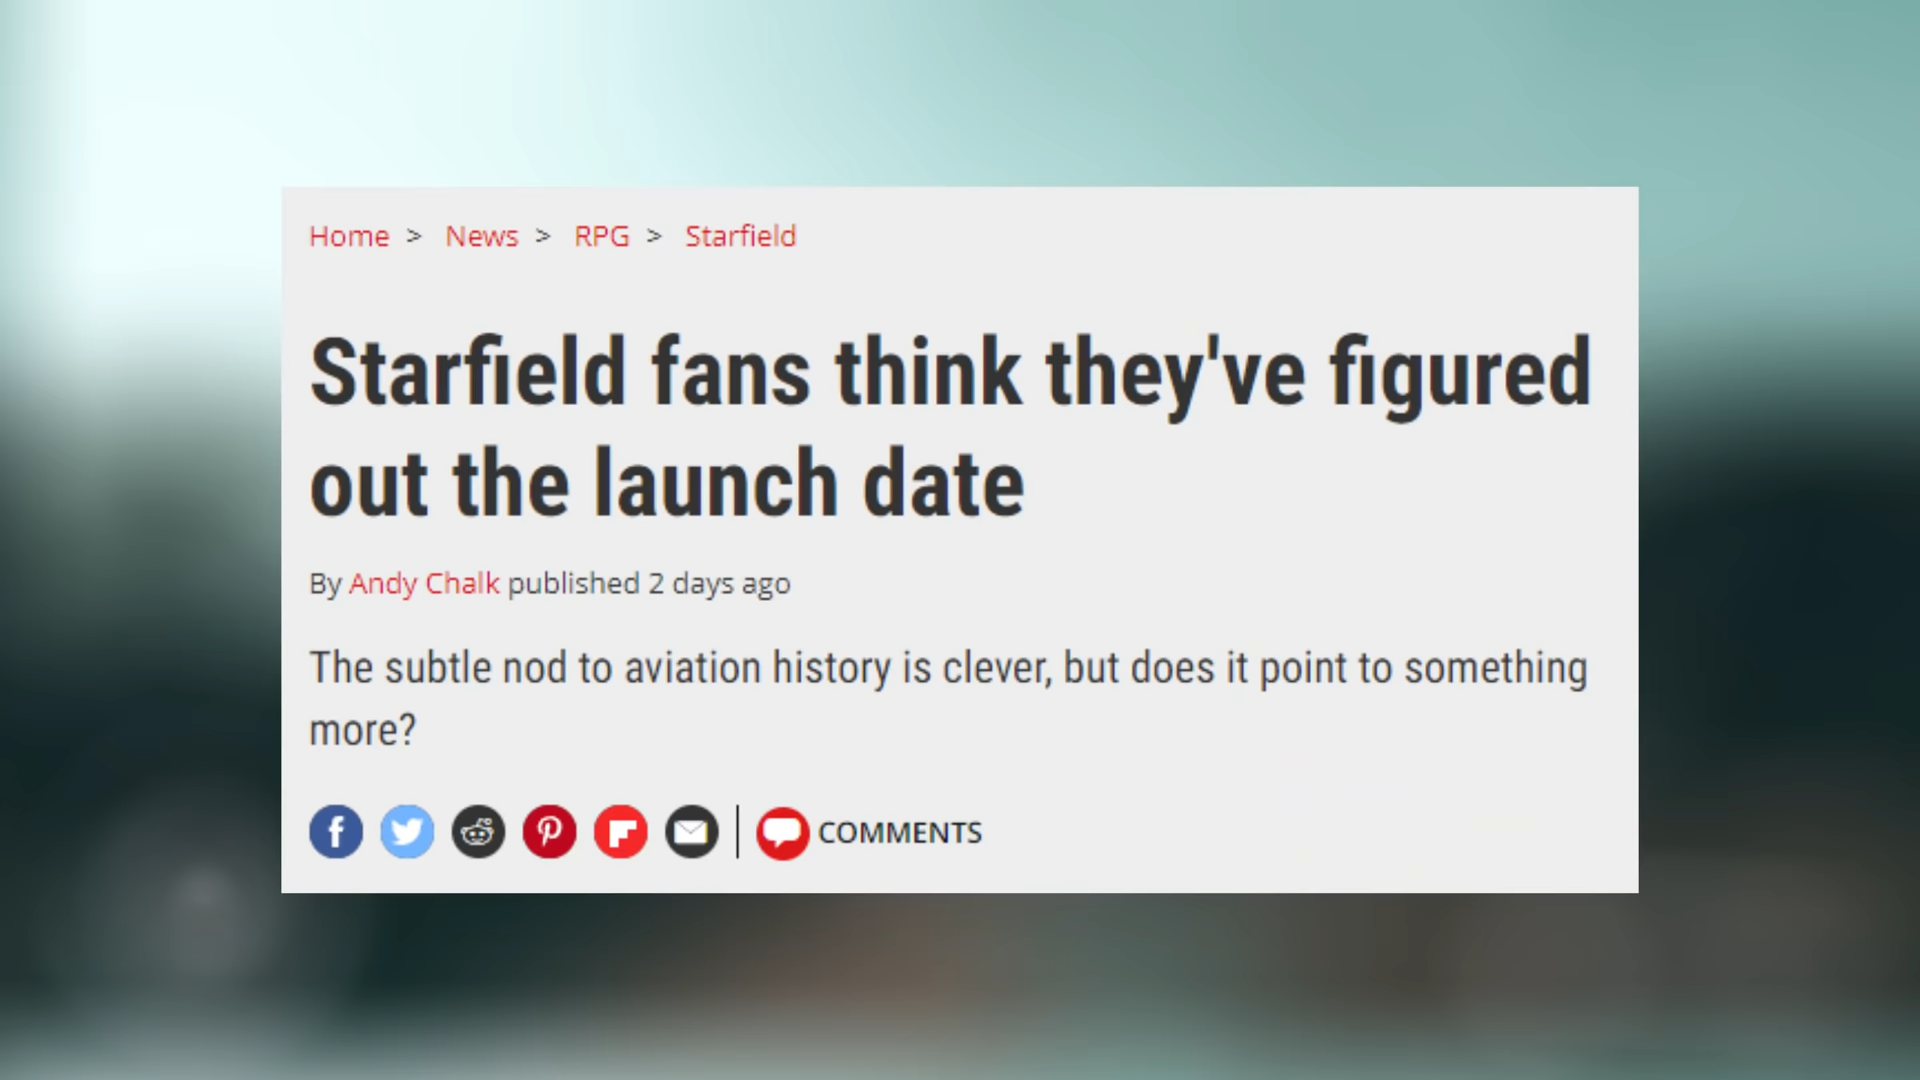 Home > News > RPG > Starfield
Starfield fans think they've figured
out the launch date
By Andy Chalk published 2 days ago
The subtle nod to aviation history is clever, but does it point to something
more?
COMMENTS